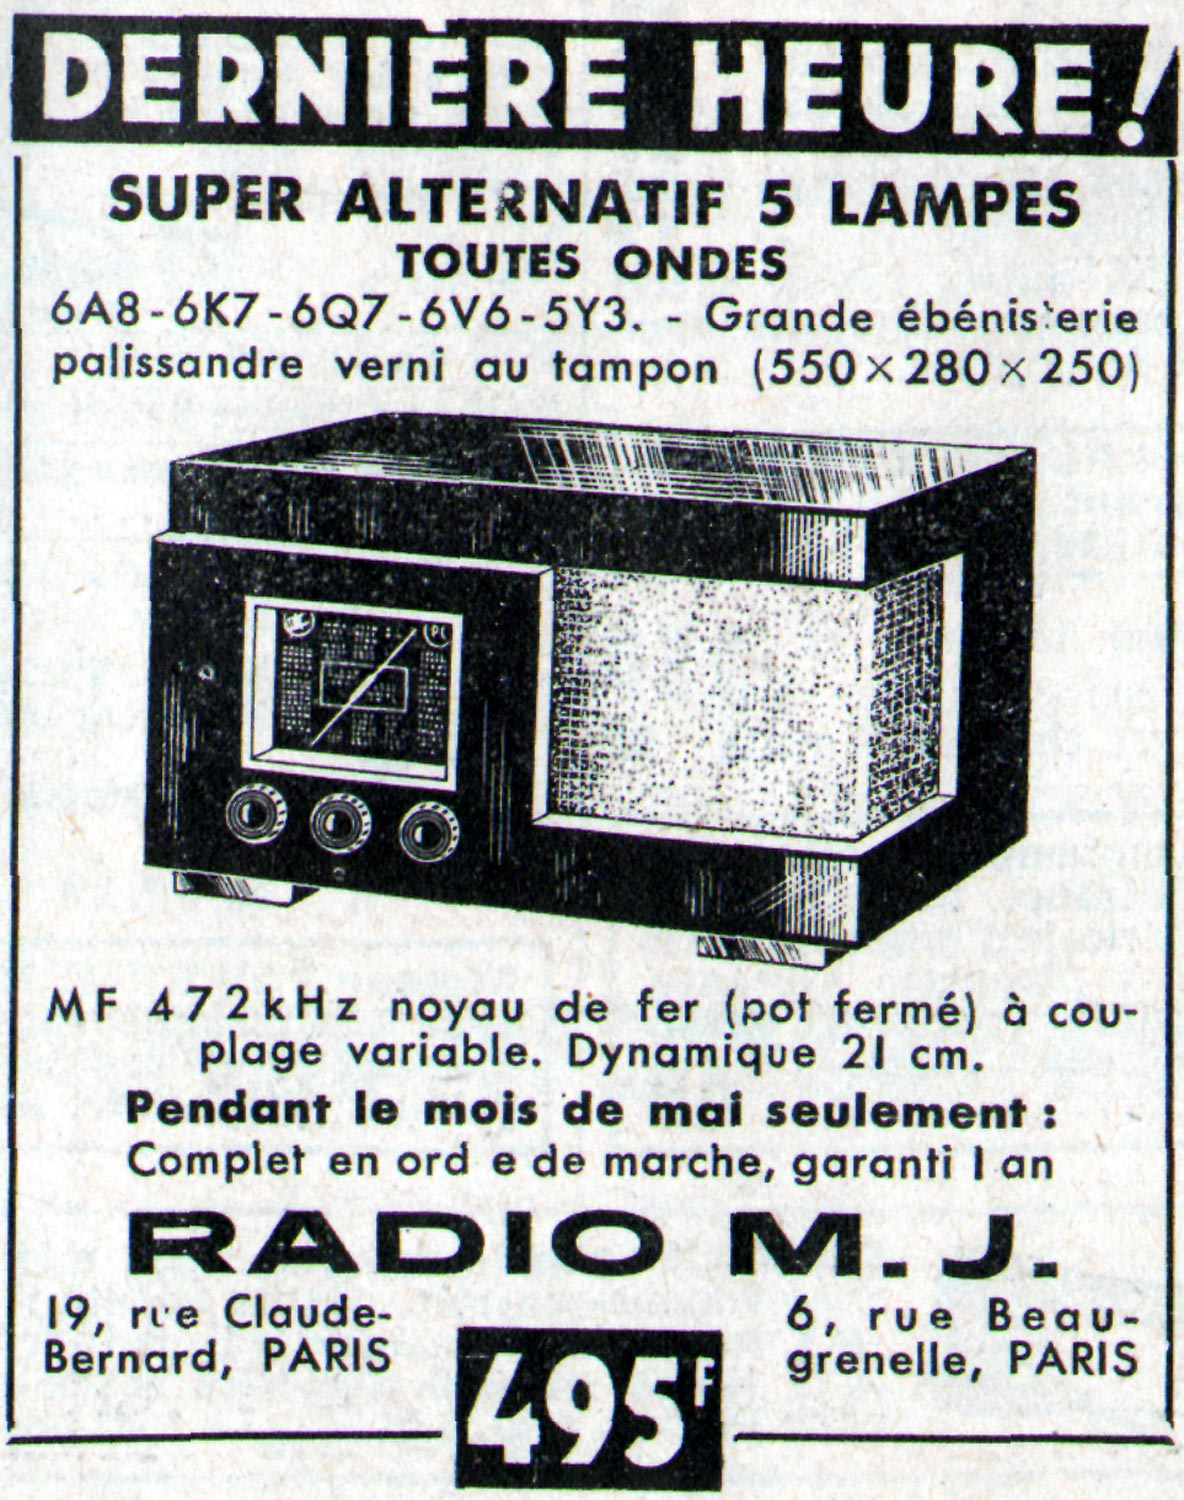 DERNIÈRE HEURE!
SUPER ALTERNATIF 5 LAMPES
TOUTES ONDES
6A8-6K7-6Q7-6V6-5Y3. - Grande ébénisterie
palissandre verni au tampon (550×280×250)
MF 472kHz noyau de fer (pot fermé) à cou-
plage variable. Dynamique 21 cm.
Pendant le mois de mai seulement :
Complet en ord e de marche, garanti 1 an
RADIO M. J.
19, rue Claude-
Bernard, PARIS
6, rue Beau-
grenelle, PARIS
495F